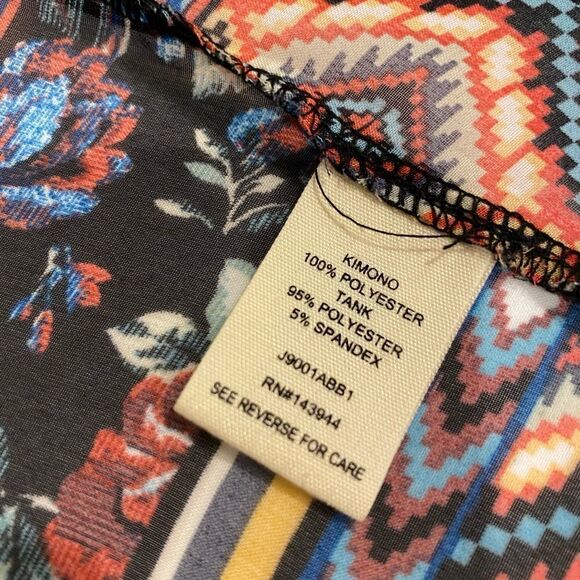 KIMONO
100% POLYESTER
TANK
95% POLYESTER
5% SPANDEX
J9001ABB1
RN#143944
SEE REVERSE FOR CARE